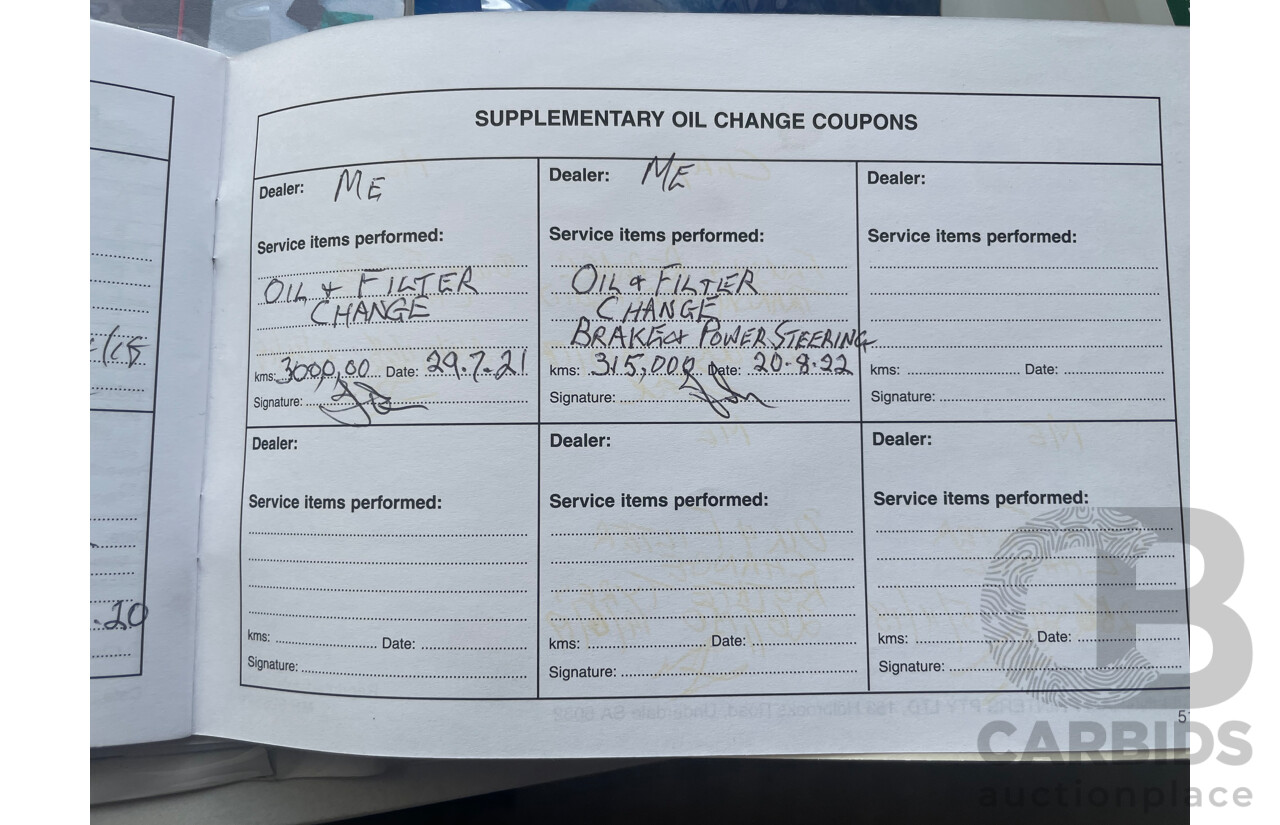 SUPPLEMENTARY OIL CHANGE COUPONS
Dealer: ME
Service items performed:
OIL & FILTER
CHANGE
kms: 3000,00 Date: 29.7.21
Signature:
Dealer: ME
Service items performed:
OIL & FILTER
CHANGE
BRAKE & POWER STEERING
kms: 315,000 Date: 20.8.22
Signature:
Dealer:
Service items performed:
kms: Date:
Signature:
Dealer:
Service items performed:
kms: Date:
Signature:
Dealer:
Service items performed:
kms: Date:
Signature:
Dealer:
Service items performed:
kms: Date:
Signature:
.20
CARBIDS
auctionplace